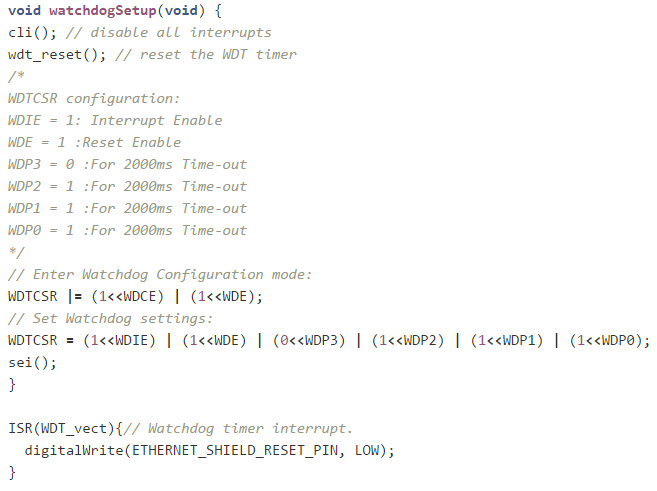 void watchdogSetup(void) {
cli(); // disable all interrupts
wdt_reset(); // reset the WDT timer
/*
WDTCSR configuration:
WDIE = 1: Interrupt Enable
WDE = 1 :Reset Enable
WDP3 = 0 :For 2000ms Time-out
WDP2 = 1 :For 2000ms Time-out
WDP1 = 1 :For 2000ms Time-out
WDP0 = 1 :For 2000ms Time-out
*/
// Enter Watchdog Configuration mode:
WDTCSR |= (1<<WDCE) | (1<<WDE);
// Set Watchdog settings:
WDTCSR = (1<<WDIE) | (1<<WDE) | (0<<WDP3) | (1<<WDP2) | (1<<WDP1) | (1<<WDP0);
sei();
}

ISR(WDT_vect){// Watchdog timer interrupt.
  digitalWrite(ETHERNET_SHIELD_RESET_PIN, LOW);
}